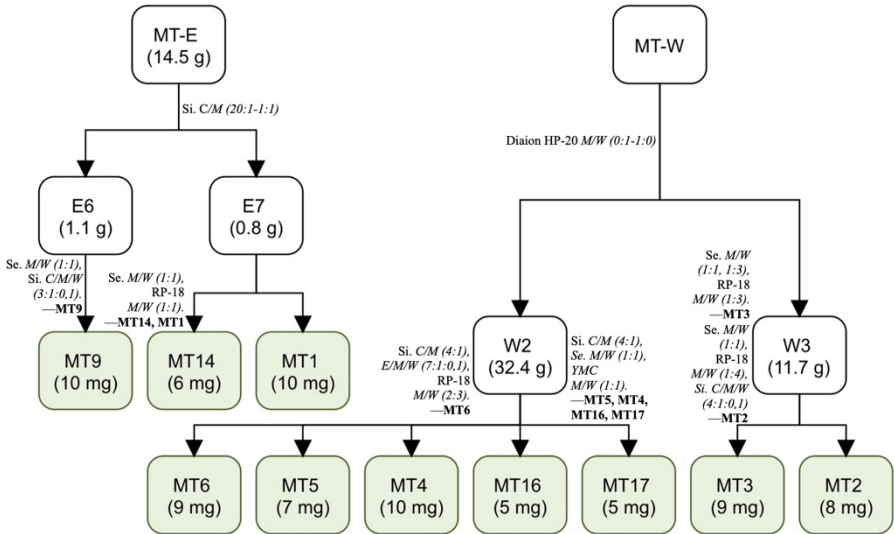 MT-E
(14.5 g)
MT-W
Si. C/M (20:1-1:1)
Diaion HP-20 M/W (0:1-1:0)
E6
(1.1 g)
E7
(0.8 g)
Se. M/W (1:1),
Si. C/M/W
(3:1:0,1).
—MT9
Se. M/W (1:1),
RP-18
M/W (1:1).
—MT14, MT1
Se. M/W
(1:1, 1:3),
RP-18
M/W (1:3).
—MT3
Se. M/W
(1:1),
RP-18
M/W (1:4),
Si. C/M/W
(4:1:0,1)
—MT2
MT9
(10 mg)
MT14
(6 mg)
MT1
(10 mg)
W2
(32.4 g)
W3
(11.7 g)
Si. C/M (4:1),
E/M/W (7:1:0,1),
RP-18
M/W (2:3).
—MT6
Si. C/M (4:1),
Se. M/W (1:1),
YMC
M/W (1:1).
—MT5, MT4,
MT16, MT17
MT6
(9 mg)
MT5
(7 mg)
MT4
(10 mg)
MT16
(5 mg)
MT17
(5 mg)
MT3
(9 mg)
MT2
(8 mg)